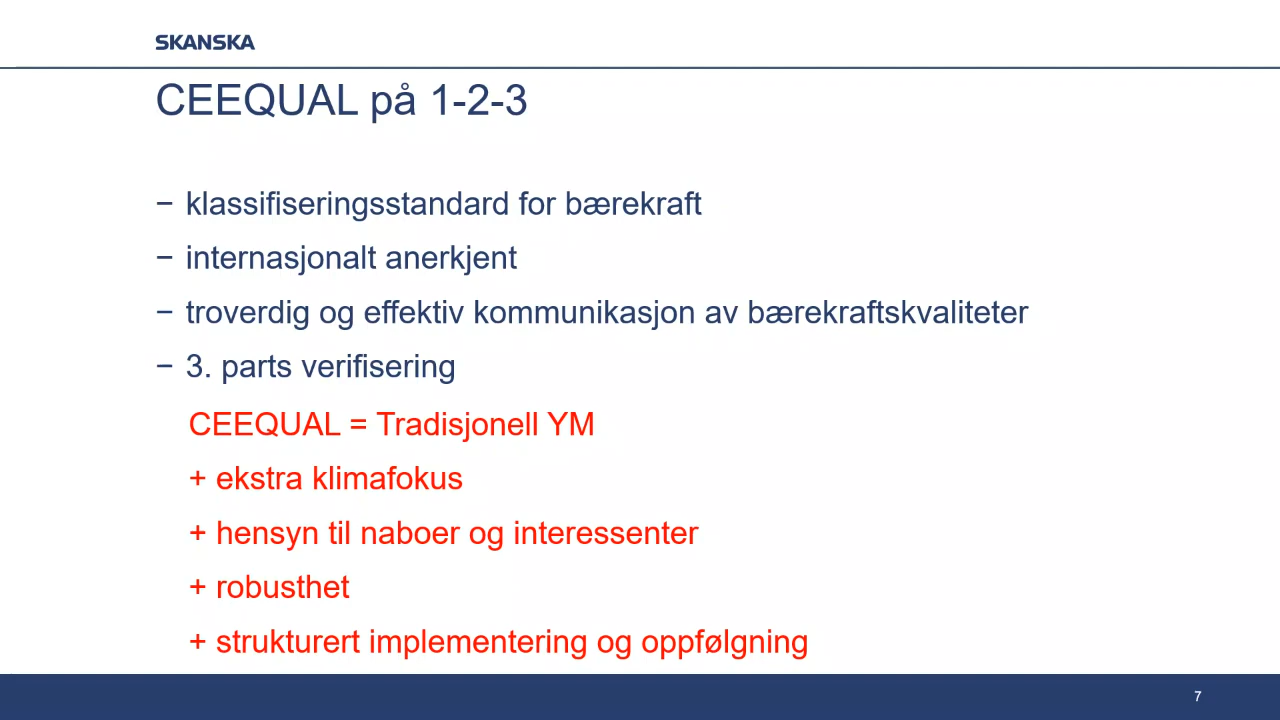 SKANSKA
CEEQUAL på 1-2-3
− klassifiseringsstandard for bærekraft
− internasjonalt anerkjent
− troverdig og effektiv kommunikasjon av bærekraftskvaliteter
− 3. parts verifisering
CEEQUAL = Tradisjonell YM
+ ekstra klimafokus
+ hensyn til naboer og interessenter
+ robusthet
+ strukturert implementering og oppfølgning
7